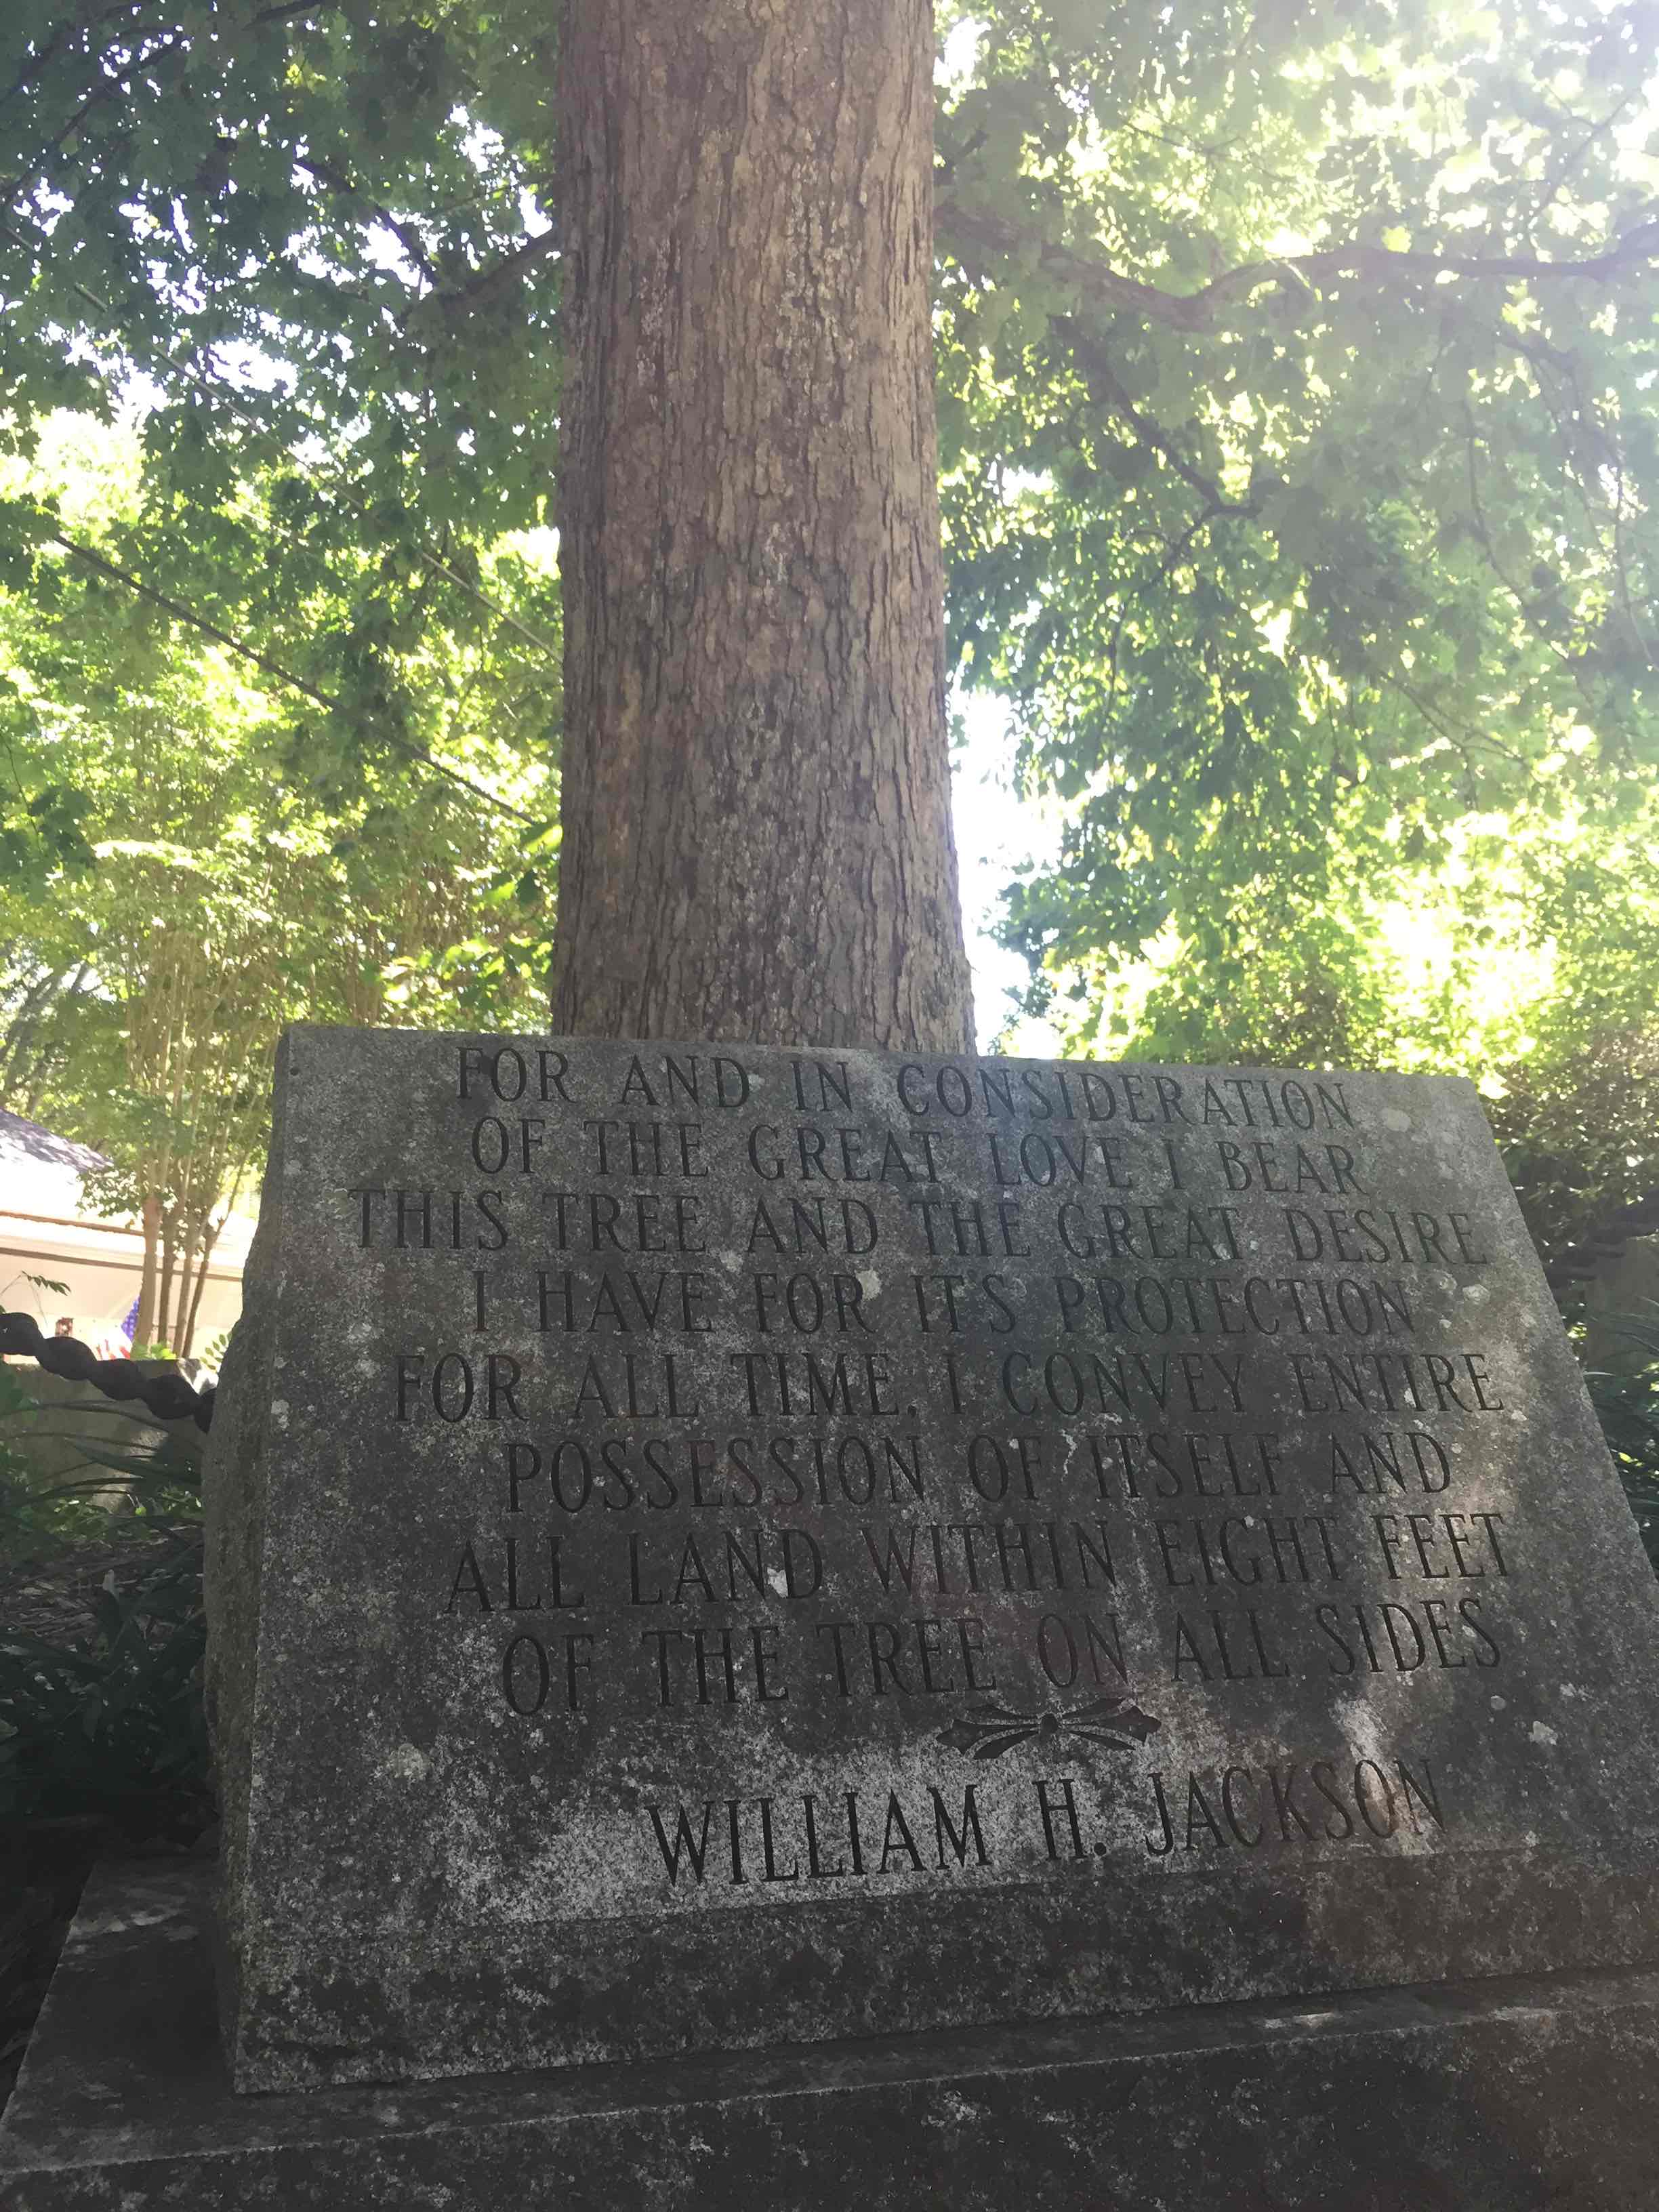 FOR AND IN CONSIDERATION
OF THE GREAT LOVE I BEAR
THIS TREE AND THE GREAT DESIRE
I HAVE FOR IT'S PROTECTION
FOR ALL TIME, I CONVEY ENTIRE
POSSESSION OF ITSELF AND
ALL LAND WITHIN EIGHT FEET
OF THE TREE ON ALL SIDES
WILLIAM H. JACKSON